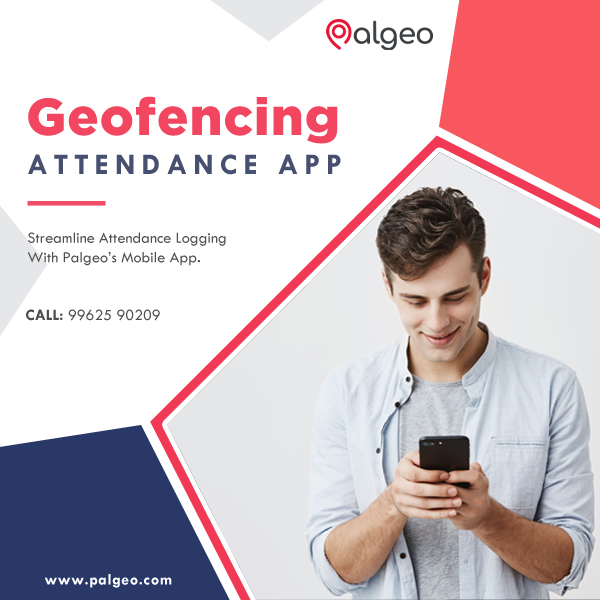 Palgeo
Geofencing
ATTENDANCE APP
Streamline Attendance Logging
With Palgeo's Mobile App.
CALL: 99625 90209
www.palgeo.com